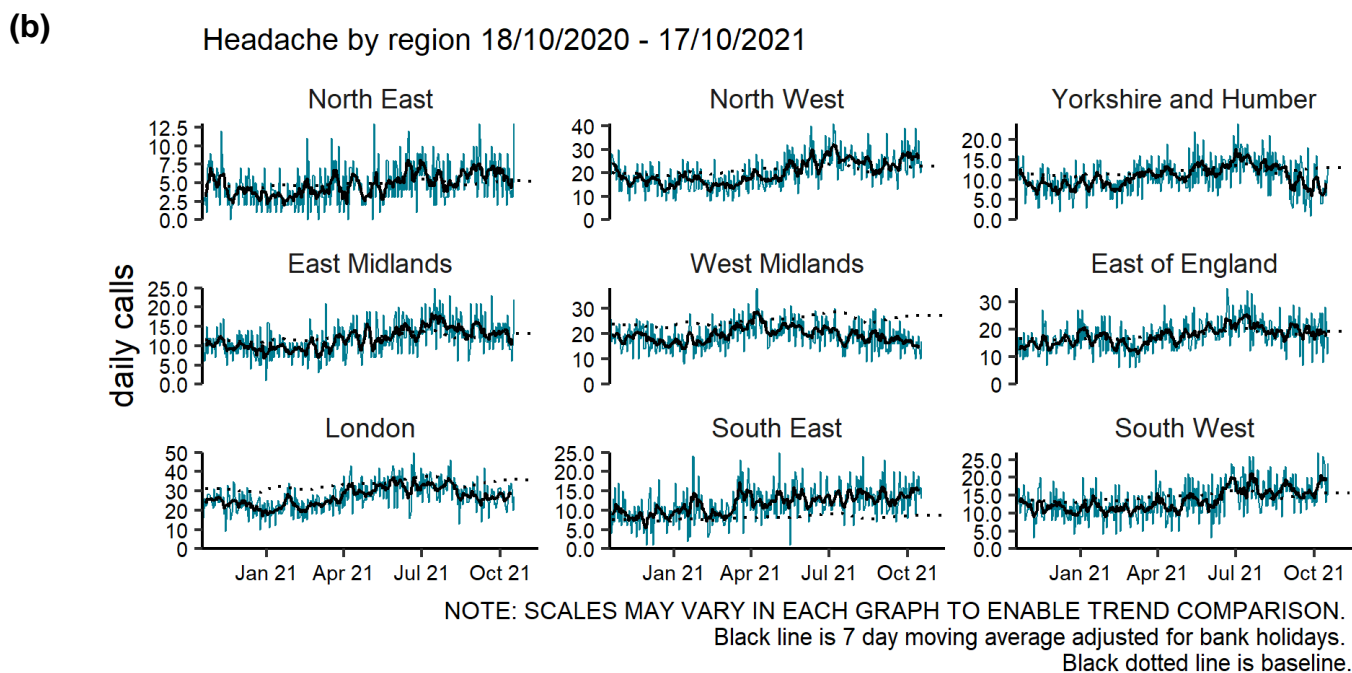 (b)
Headache by region 18/10/2020 - 17/10/2021
daily calls
North East
12.5
10.0
7.5
5.0
2.5
0.0
North West
40
30
20
10
0
Yorkshire and Humber
20.0
15.0
10.0
5.0
0.0
East Midlands
25.0
20.0
15.0
10.0
5.0
0.0
West Midlands
30
20
10
0
East of England
30
20
10
0
London
50
40
30
20
10
0
Jan 21 Apr 21 Jul 21 Oct 21
South East
25.0
20.0
15.0
10.0
5.0
0.0
Jan 21 Apr 21 Jul 21 Oct 21
South West
25.0
20.0
15.0
10.0
5.0
0.0
Jan 21 Apr 21 Jul 21 Oct 21
NOTE: SCALES MAY VARY IN EACH GRAPH TO ENABLE TREND COMPARISON.
Black line is 7 day moving average adjusted for bank holidays.
Black dotted line is baseline.